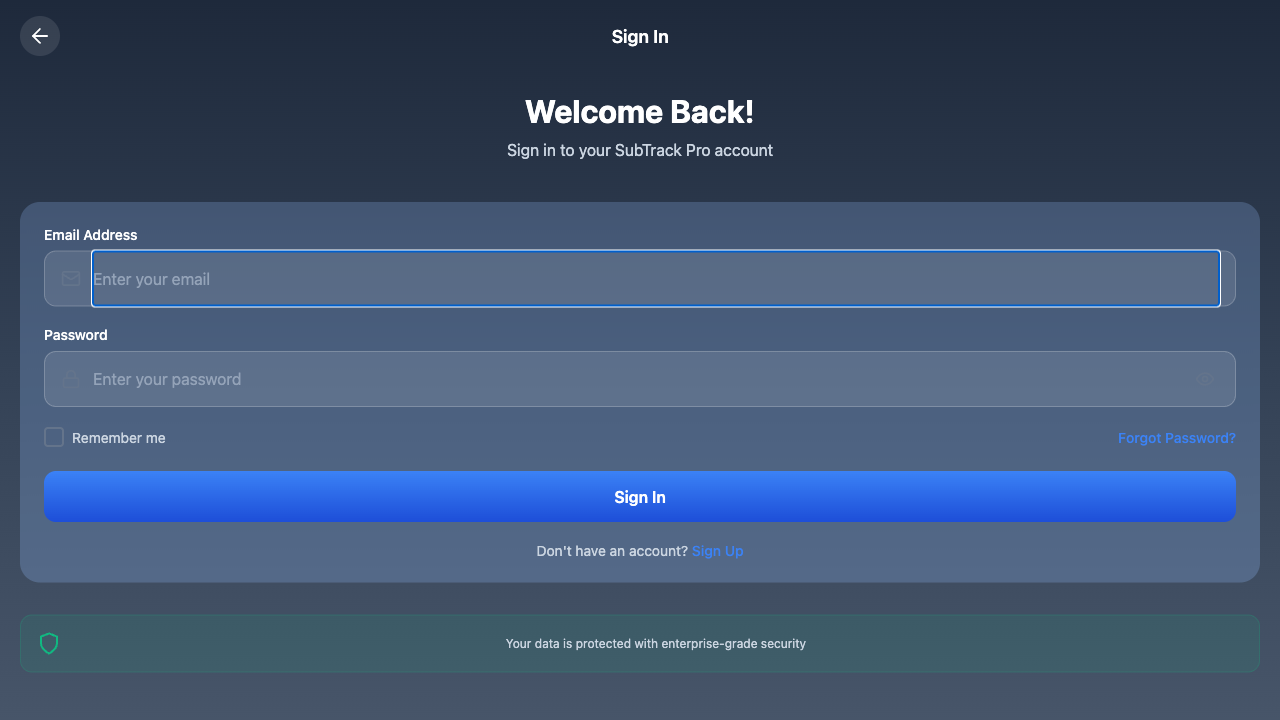 Sign In
Welcome Back!
Sign in to your SubTrack Pro account
Email Address
Enter your email
Password
Enter your password
Remember me
Forgot Password?
Sign In
Don't have an account? Sign Up
Your data is protected with enterprise-grade security